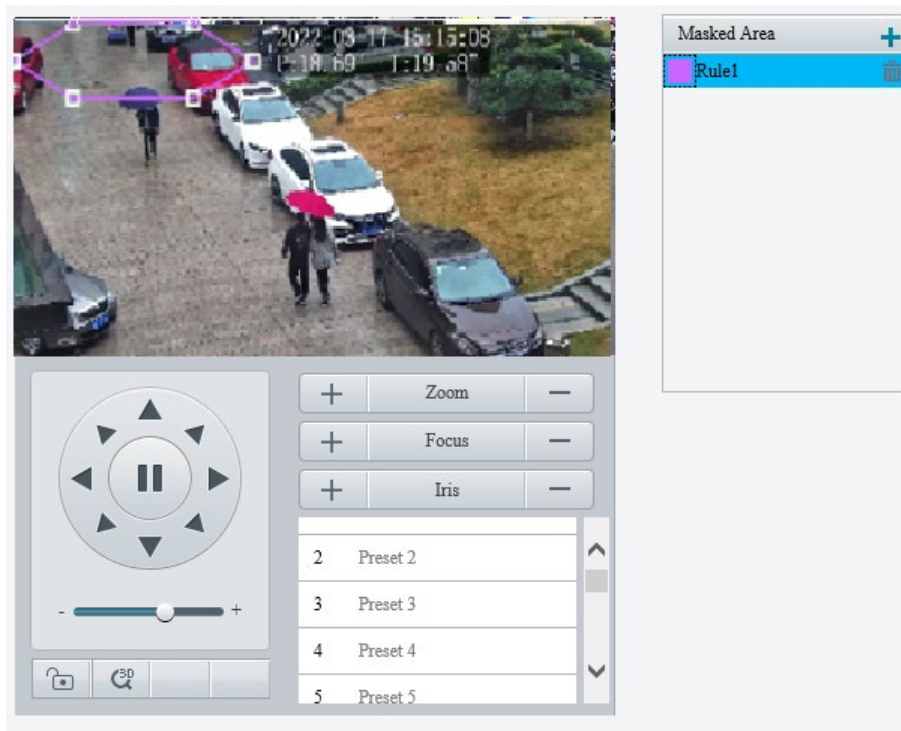 2022-03-17 15:15:08
Masked Area +
Rule1
+ Zoom —
+ Focus —
+ Iris —
2 Preset 2
3 Preset 3
4 Preset 4
5 Preset 5
- +
3D